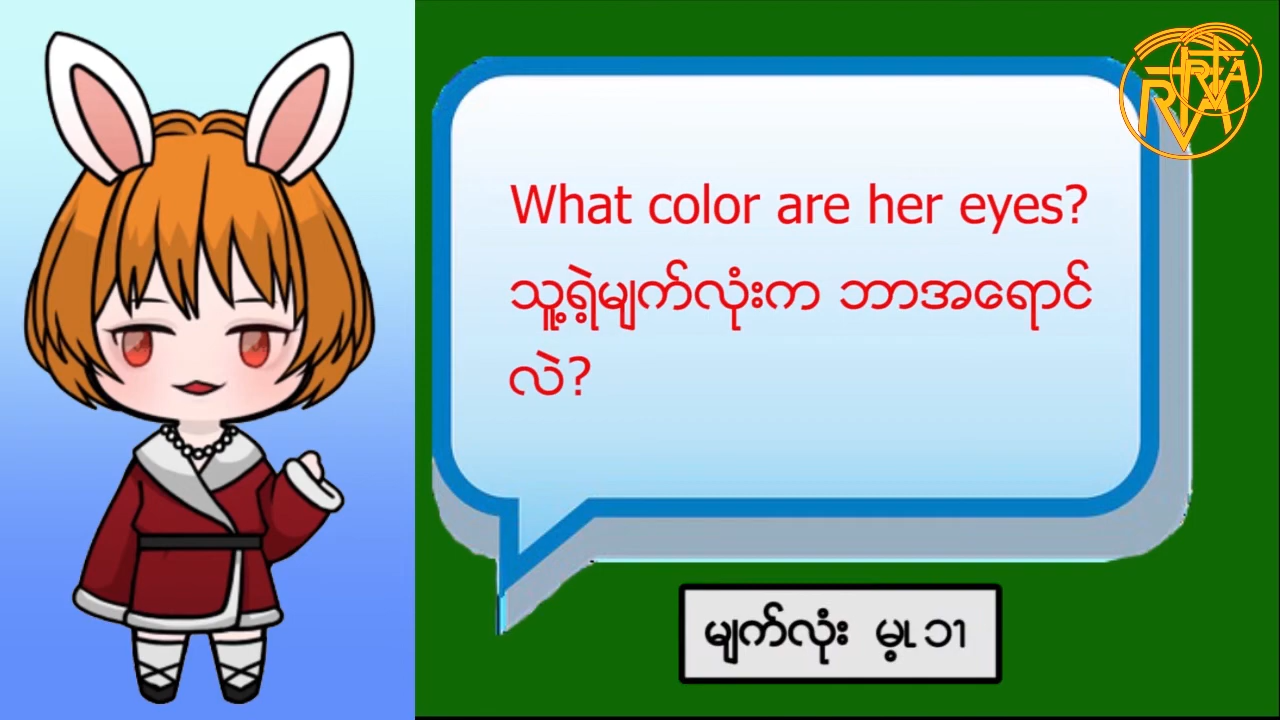 What color are her eyes?
သူ့ရဲ့မျက်လုံးက ဘာအရောင်
လဲ?
မျက်လုံး မ့ၤ ၁ၢ